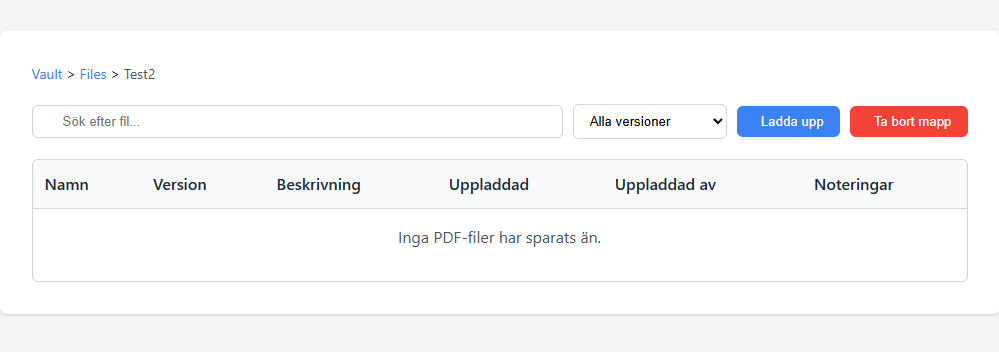 Vault > Files > Test2
Sök efter fil... Alla versioner Ladda upp Ta bort mapp
Namn Version Beskrivning Uppladdad Uppladdad av Noteringar
Inga PDF-filer har sparats än.